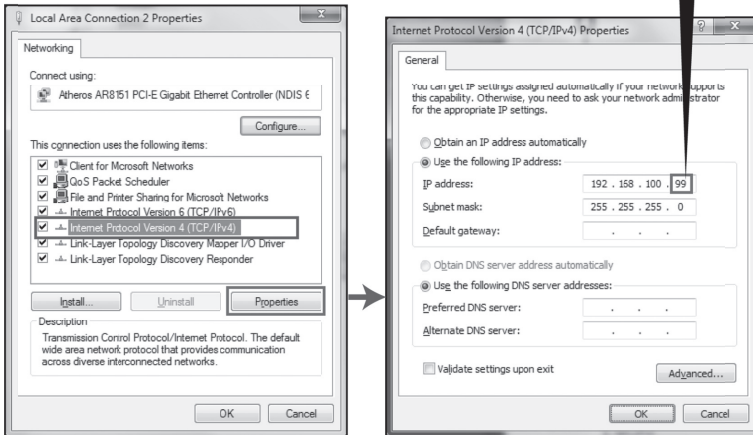 Local Area Connection 2 Properties
Networking
Connect using:
Atheros AR8151 PCI-E Gigabit Ethernet Controller (NDIS 6
Configure...
This connection uses the following items:
Client for Microsoft Networks
QoS Packet Scheduler
File and Printer Sharing for Microsoft Networks
Internet Protocol Version 6 (TCP/IPv6)
Internet Protocol Version 4 (TCP/IPv4)
Link-Layer Topology Discovery Mapper I/O Driver
Link-Layer Topology Discovery Responder
Install...
Uninstall
Properties
Description
Transmission Control Protocol/Internet Protocol. The default
wide area network protocol that provides communication
across diverse interconnected networks.
OK
Cancel
Internet Protocol Version 4 (TCP/IPv4) Properties
General
You can get IP settings assigned automatically if your network supports
this capability. Otherwise, you need to ask your network administrator
for the appropriate IP settings.
Obtain an IP address automatically
Use the following IP address:
IP address:
192 . 168 . 100 . 99
Subnet mask:
255 . 255 . 255 . 0
Default gateway:
Obtain DNS server address automatically
Use the following DNS server addresses:
Preferred DNS server:
Alternate DNS server:
Validate settings upon exit
Advanced...
OK
Cancel